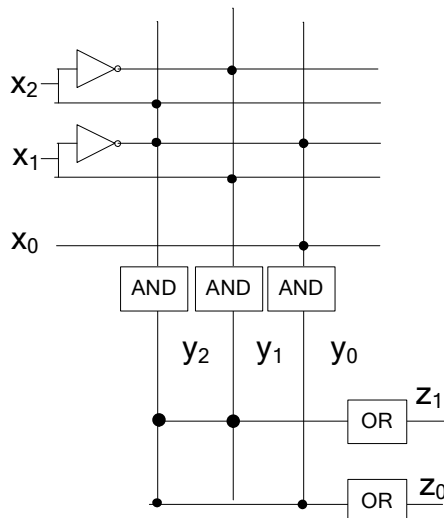 x₂
x₁
x₀
AND AND AND
y₂ y₁ y₀
z₁
OR
z₀
OR